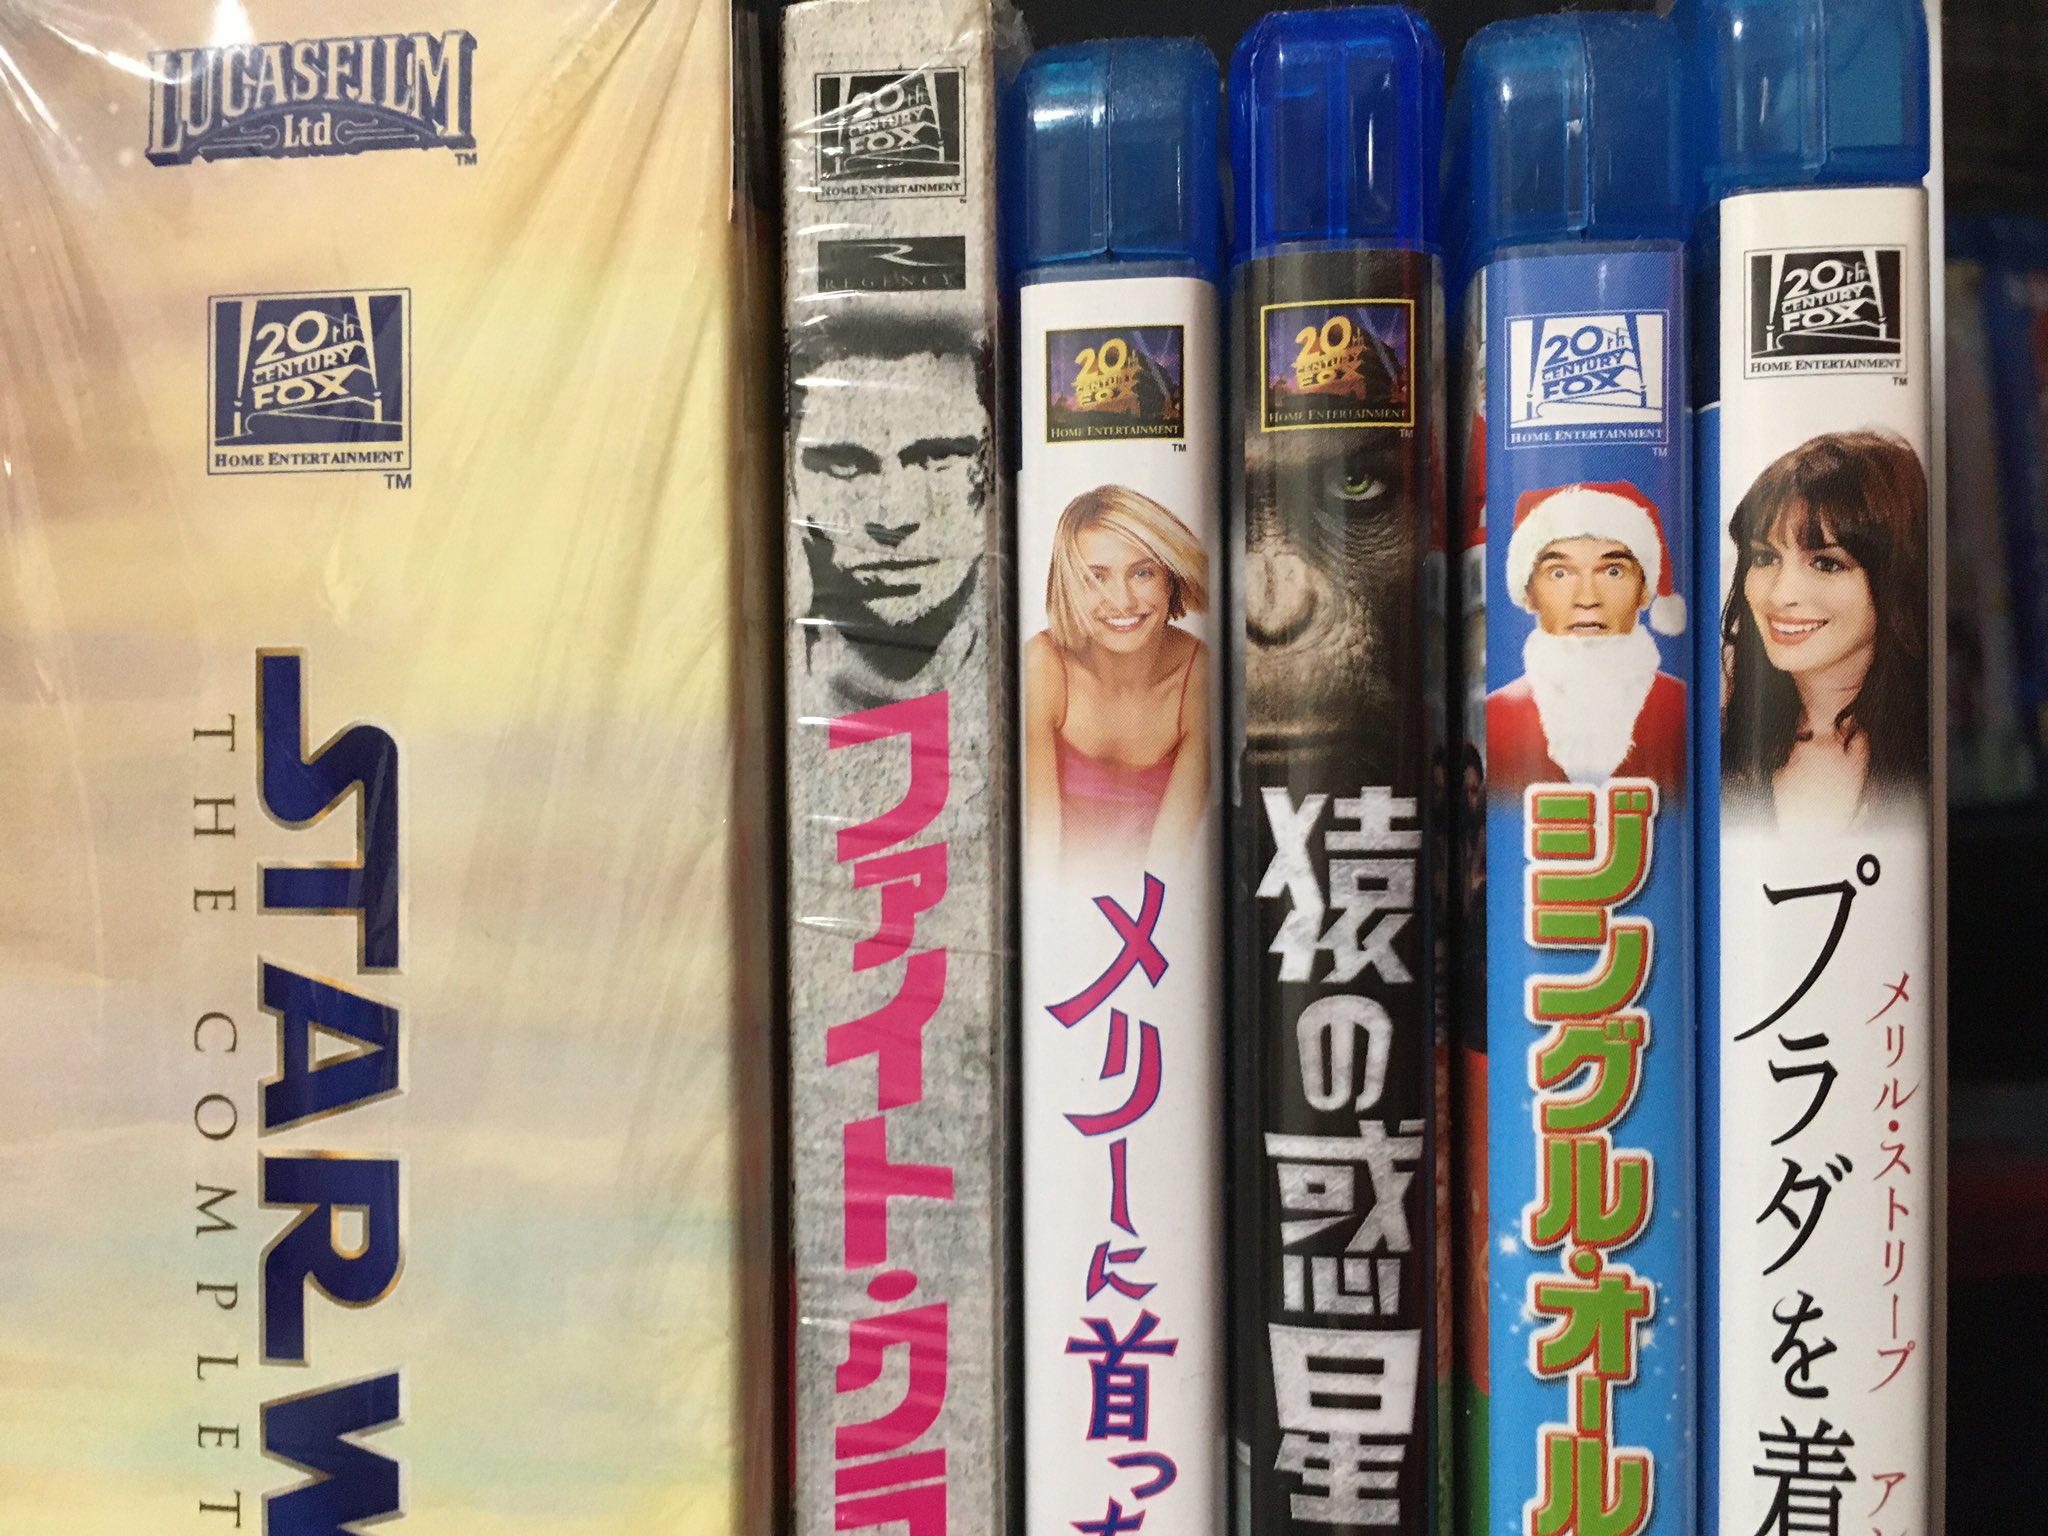 LUCASFILM
Ltd
TM
20th
CENTURY
FOX
HOME ENTERTAINMENT
TM
STAR W
THE COMPLET
20th
CENTURY
FOX
HOME ENTERTAINMENT
REGENCY
ファイト・クラ
20th
CENTURY
FOX
HOME ENTERTAINMENT
TM
メリーに首っ
20th
CENTURY
FOX
HOME ENTERTAINMENT
TM
猿の惑星
20th
CENTURY
FOX
HOME ENTERTAINMENT
TM
ジングル・オール
20th
CENTURY
FOX
HOME ENTERTAINMENT
TM
メリル・ストリープ ア
プラダを着